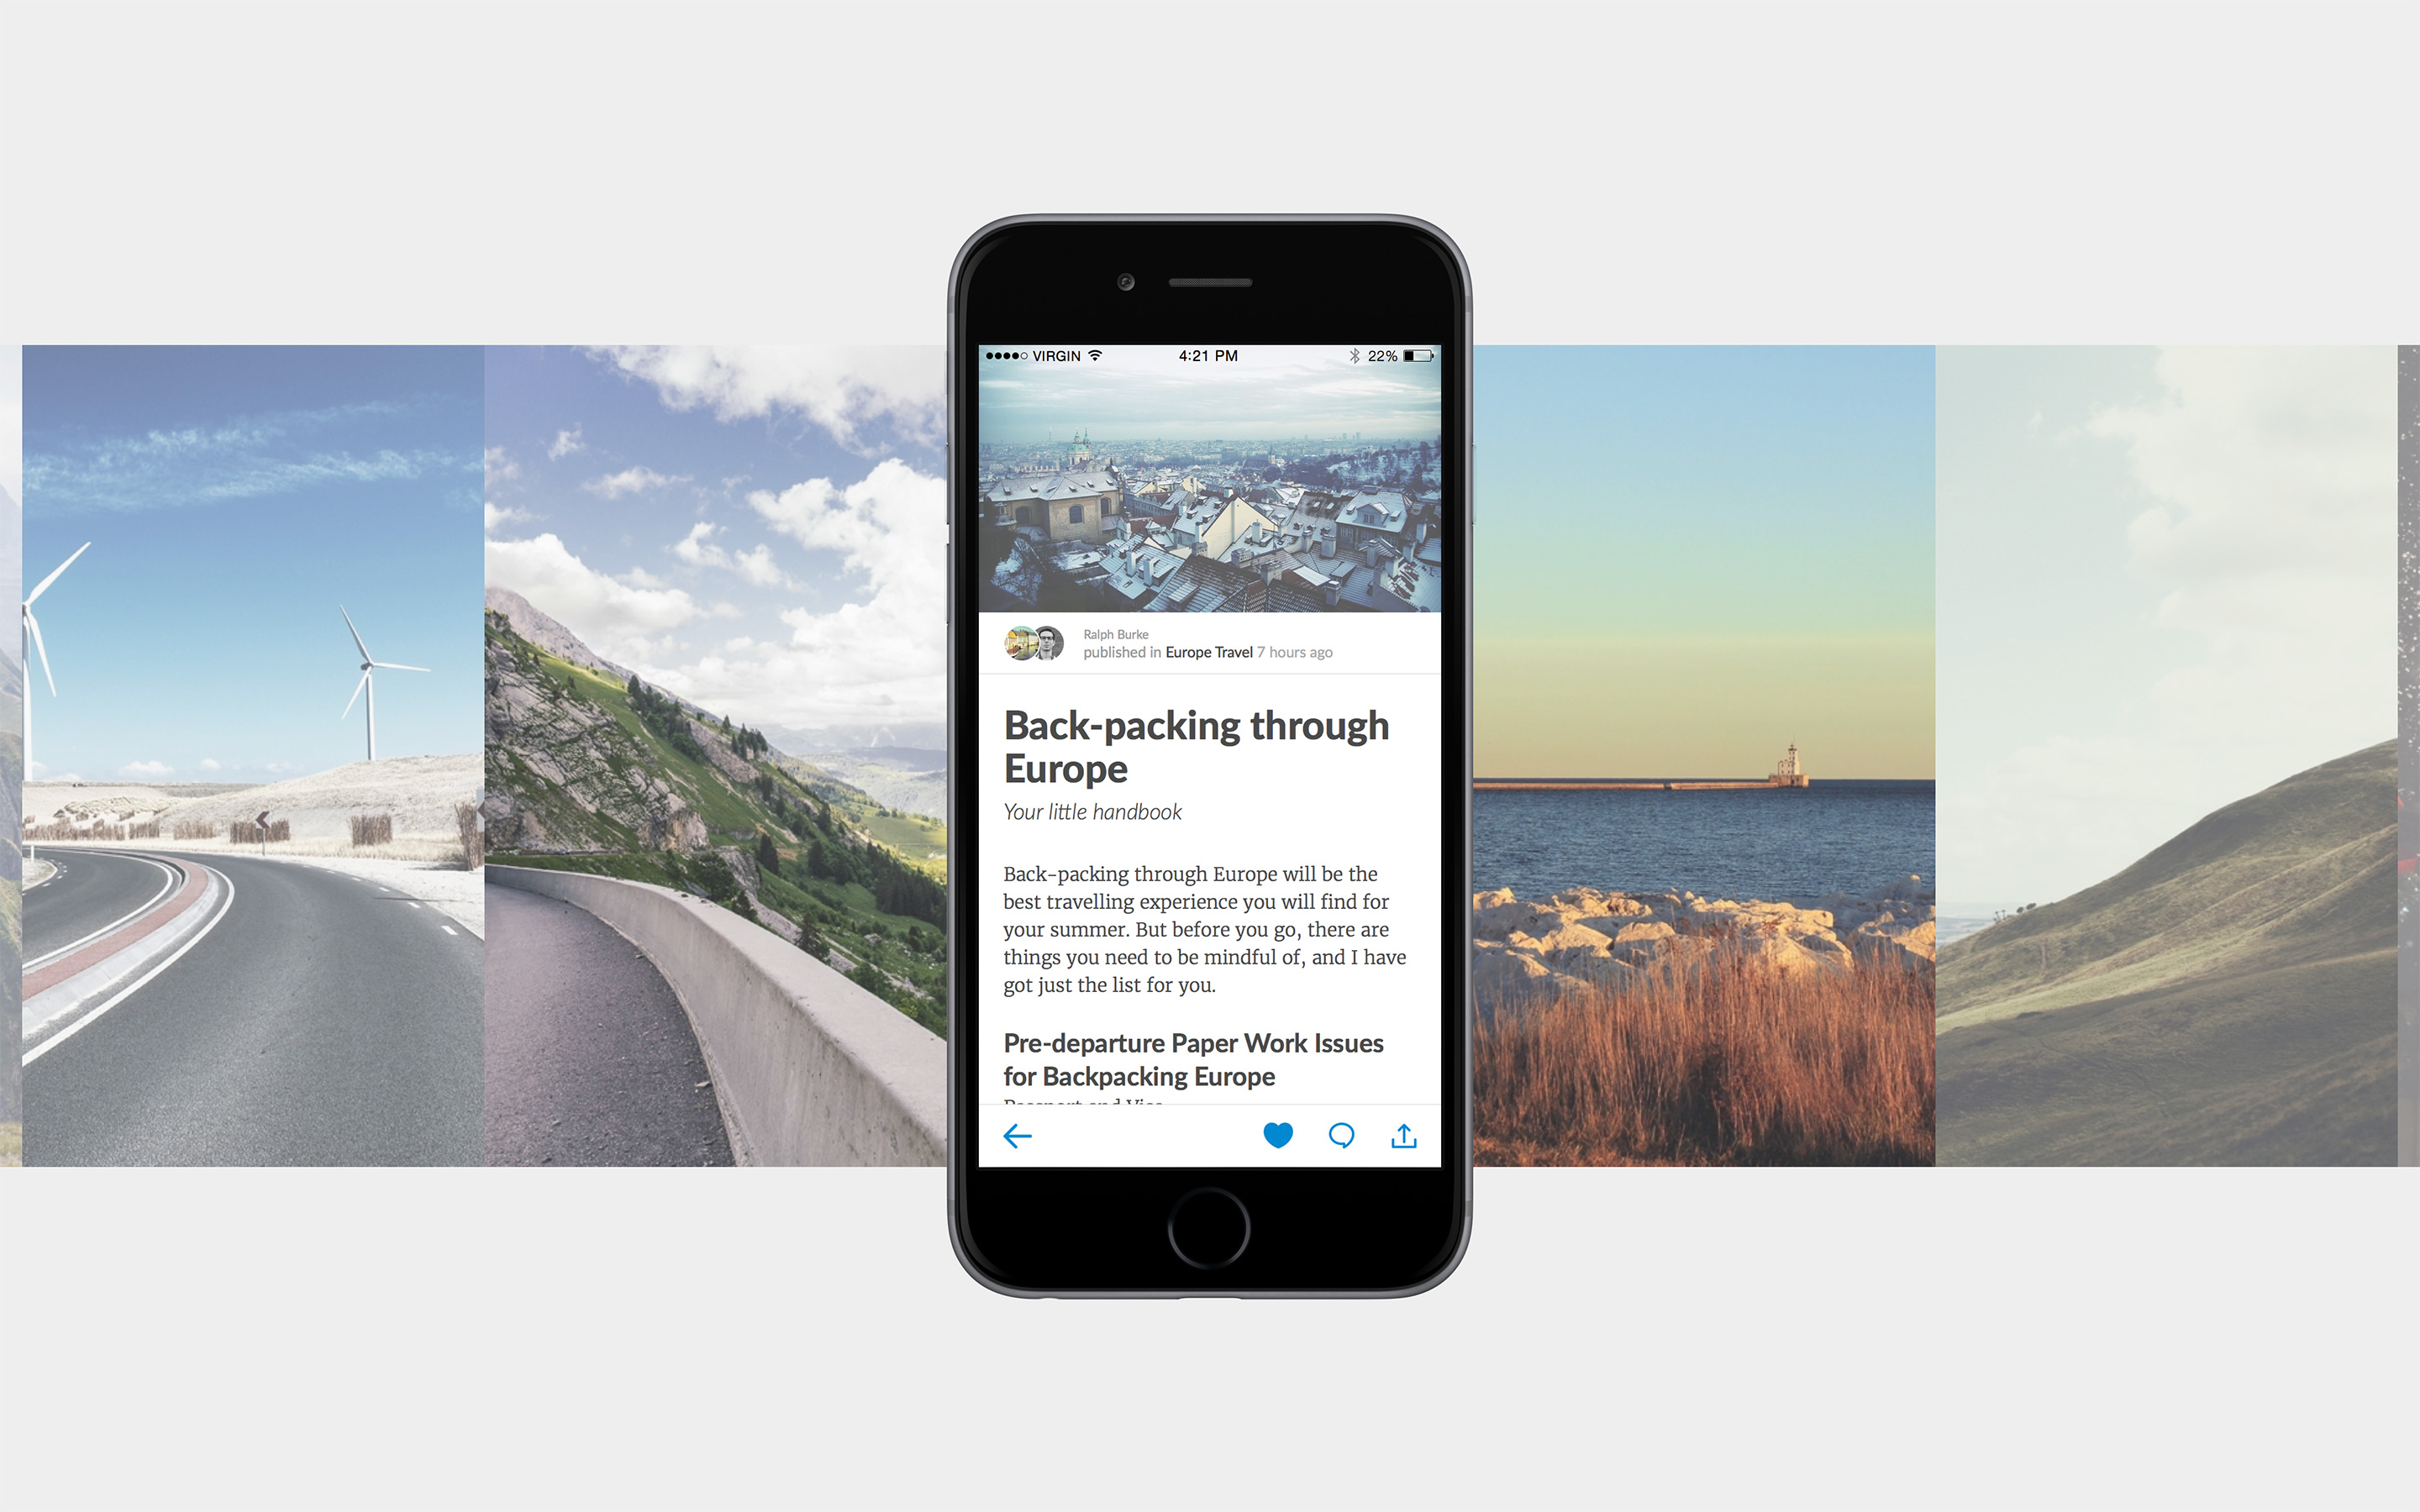 VIRGIN 4:21 PM 22%
Ralph Burke
published in Europe Travel 7 hours ago
Back-packing through
Europe
Your little handbook
Back-packing through Europe will be the
best travelling experience you will find for
your summer. But before you go, there are
things you need to be mindful of, and I have
got just the list for you.
Pre-departure Paper Work Issues
for Backpacking Europe